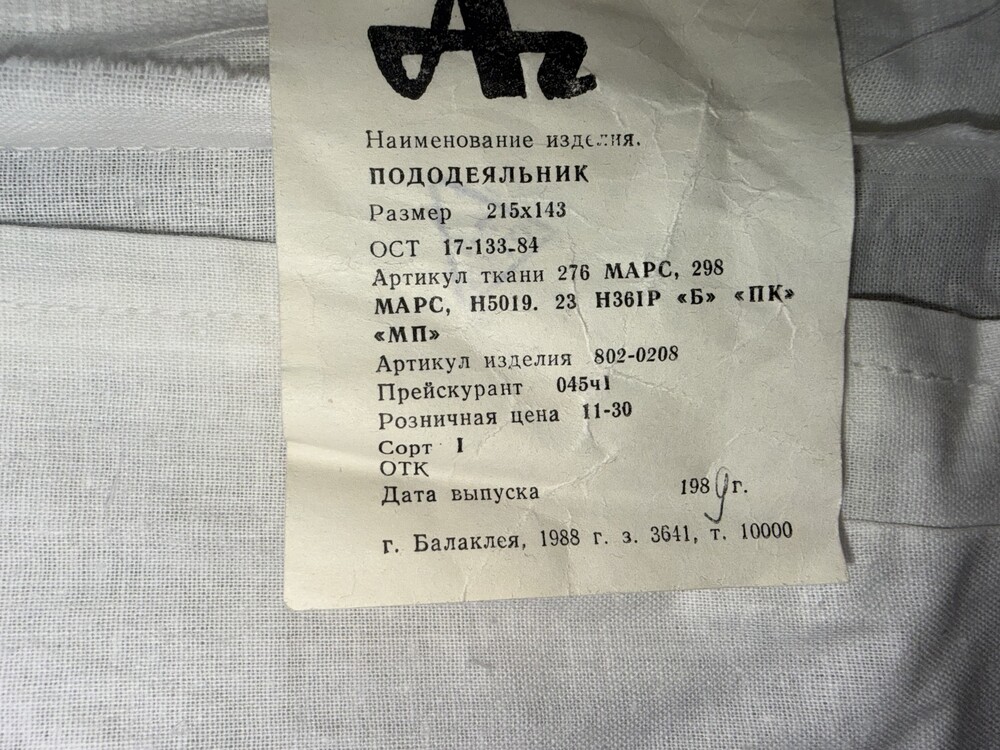 Наименование изделия.
ПОДОДЕЯЛЬНИК
Размер 215х143
ОСТ 17-133-84
Артикул ткани 276 МАРС, 298
МАРС, Н5019. 23 Н361Р «Б» «ПК»
«МП»
Артикул изделия 802-0208
Прейскурант 045ч1
Розничная цена 11-30
Сорт I
ОТК
Дата выпуска 1989г.
г. Балаклея, 1988 г. з. 3641, т. 10000